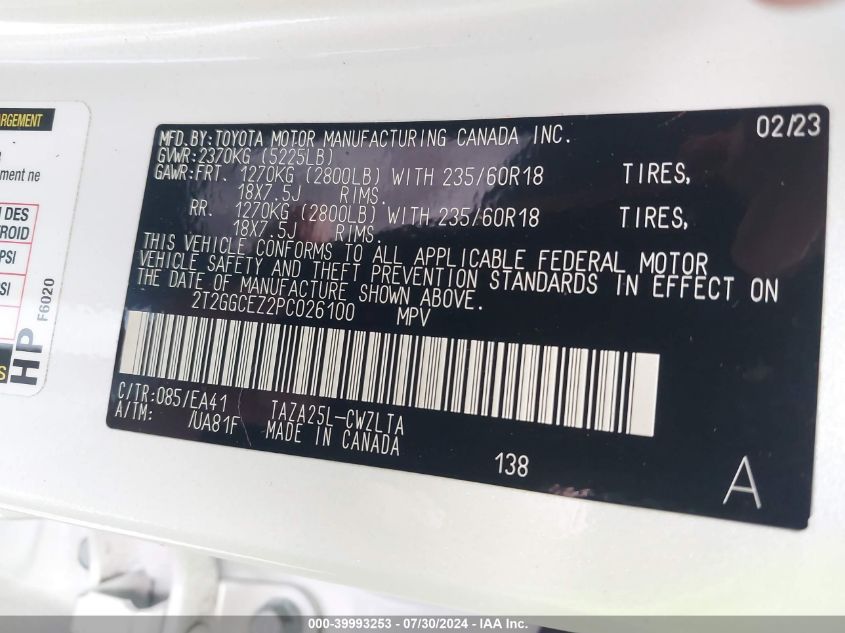 ARGEMENT
ment ne
N DES
TROID
PSI
SI
F6020
HP
S
MFD.BY:TOYOTA MOTOR MANUFACTURING CANADA INC. 02/23
GVWR:2370KG (5225LB)
GAWR:FRT. 1270KG (2800LB) WITH 235/60R18 TIRES,
18X7.5J RIMS.
RR. 1270KG (2800LB) WITH 235/60R18 TIRES,
18X7.5J RIMS.
THIS VEHICLE CONFORMS TO ALL APPLICABLE FEDERAL MOTOR
VEHICLE SAFETY AND THEFT PREVENTION STANDARDS IN EFFECT ON
THE DATE OF MANUFACTURE SHOWN ABOVE.
2T2GGCEZ2PC026100 MPV
C/TR:085/EA41 TAZA25L-CWZLTA
A/TM: /UA81F MADE IN CANADA
138
A
000-39993253 - 07/30/2024 - IAA Inc.